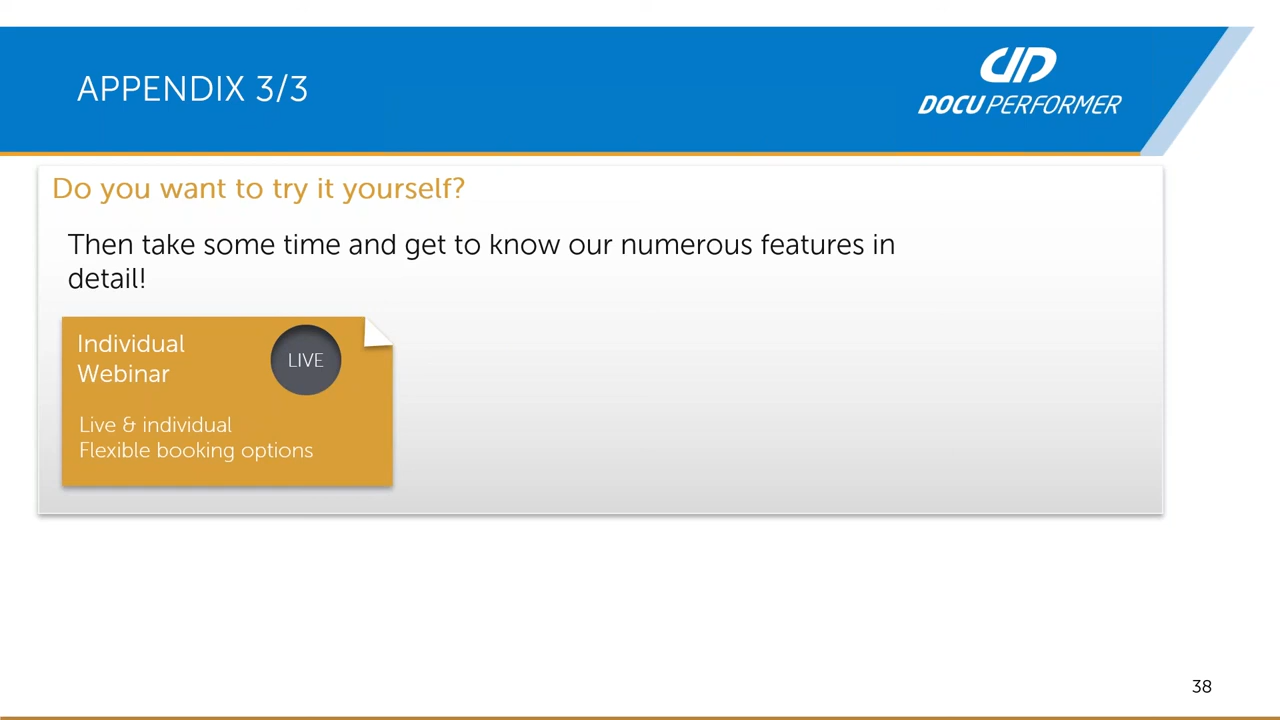 APPENDIX 3/3
DOCU PERFORMER
Do you want to try it yourself?
Then take some time and get to know our numerous features in
detail!
Individual
Webinar
LIVE
Live & individual
Flexible booking options
38